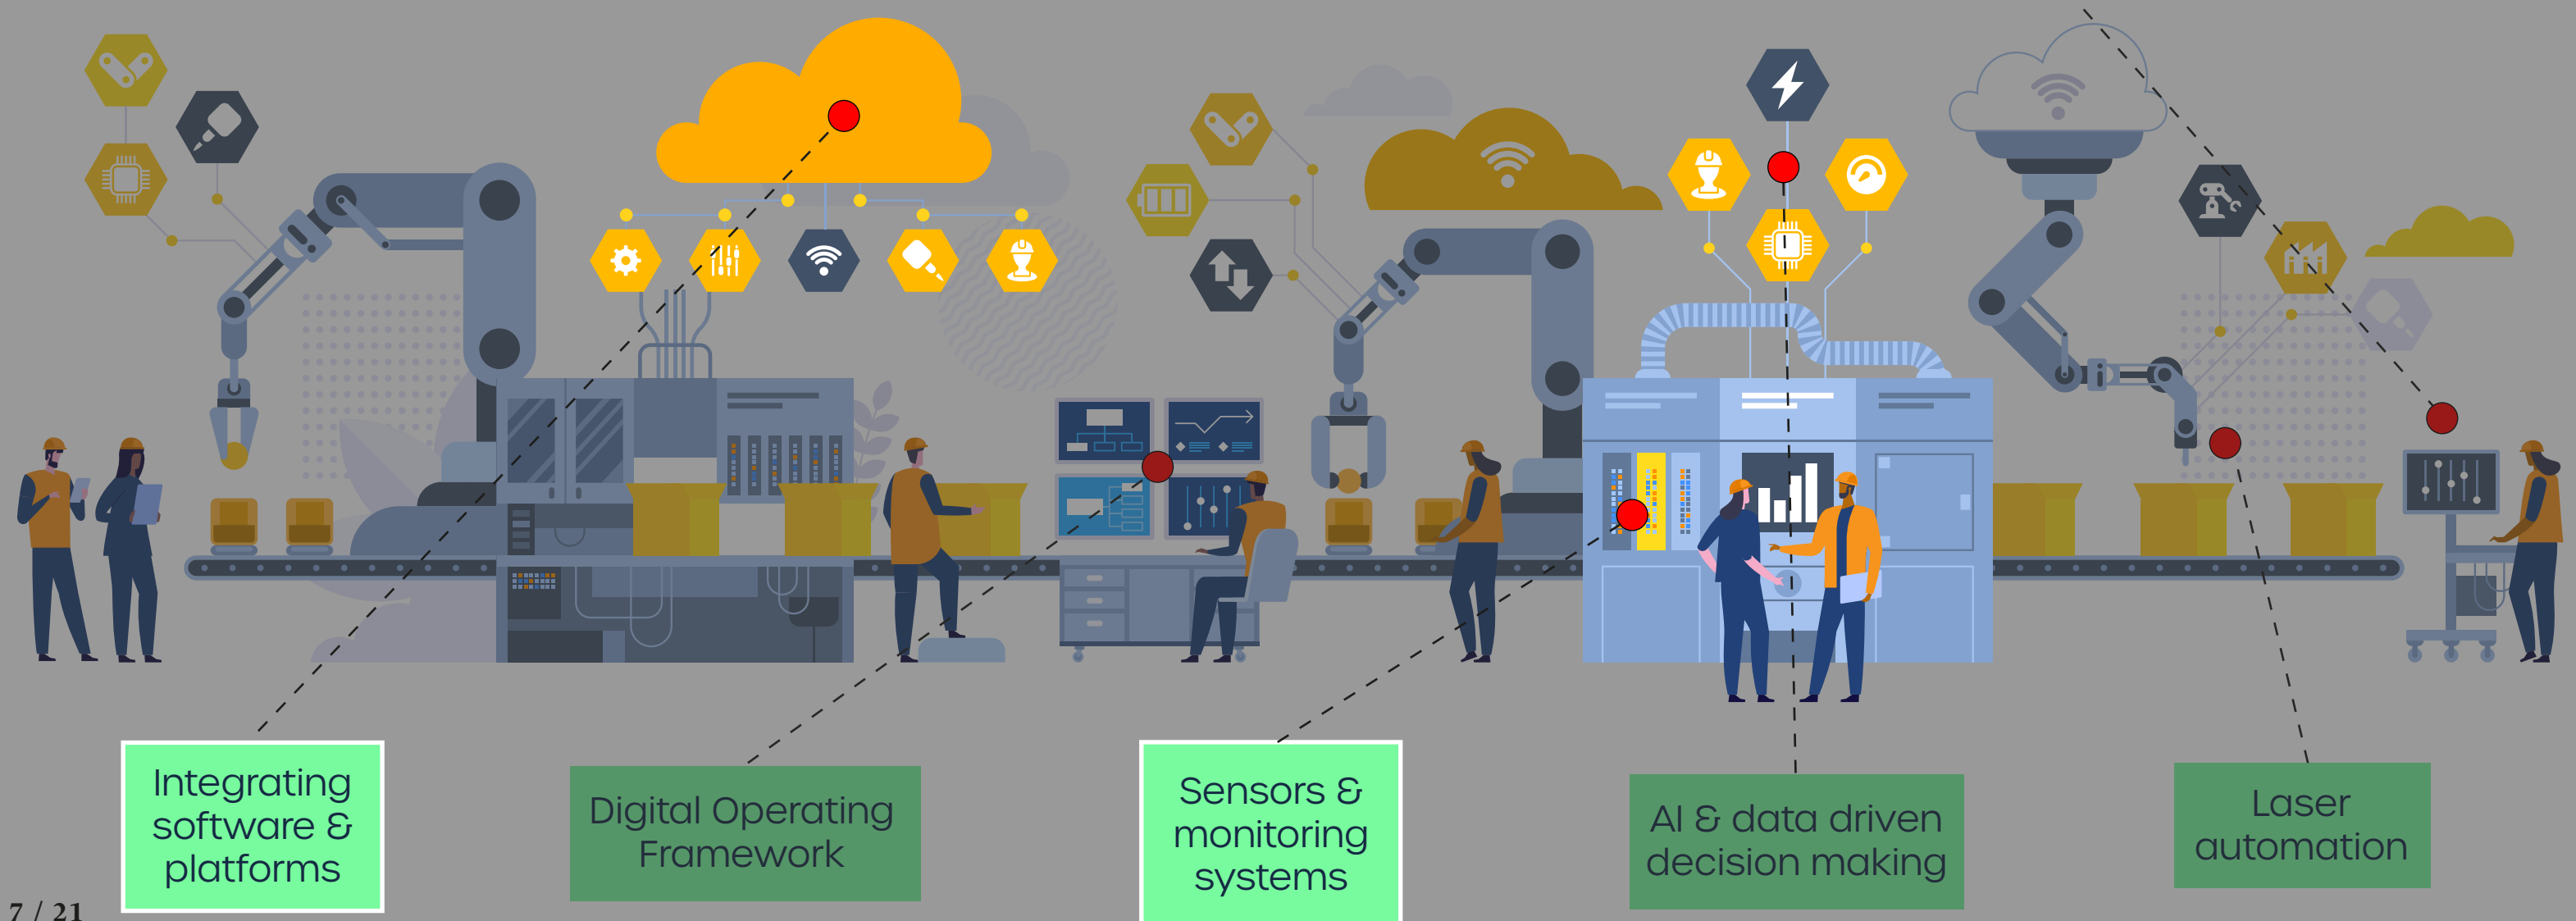 Integrating
software &
platforms
Digital Operating
Framework
Sensors &
monitoring
systems
AI & data driven
decision making
Laser
automation
7 / 21